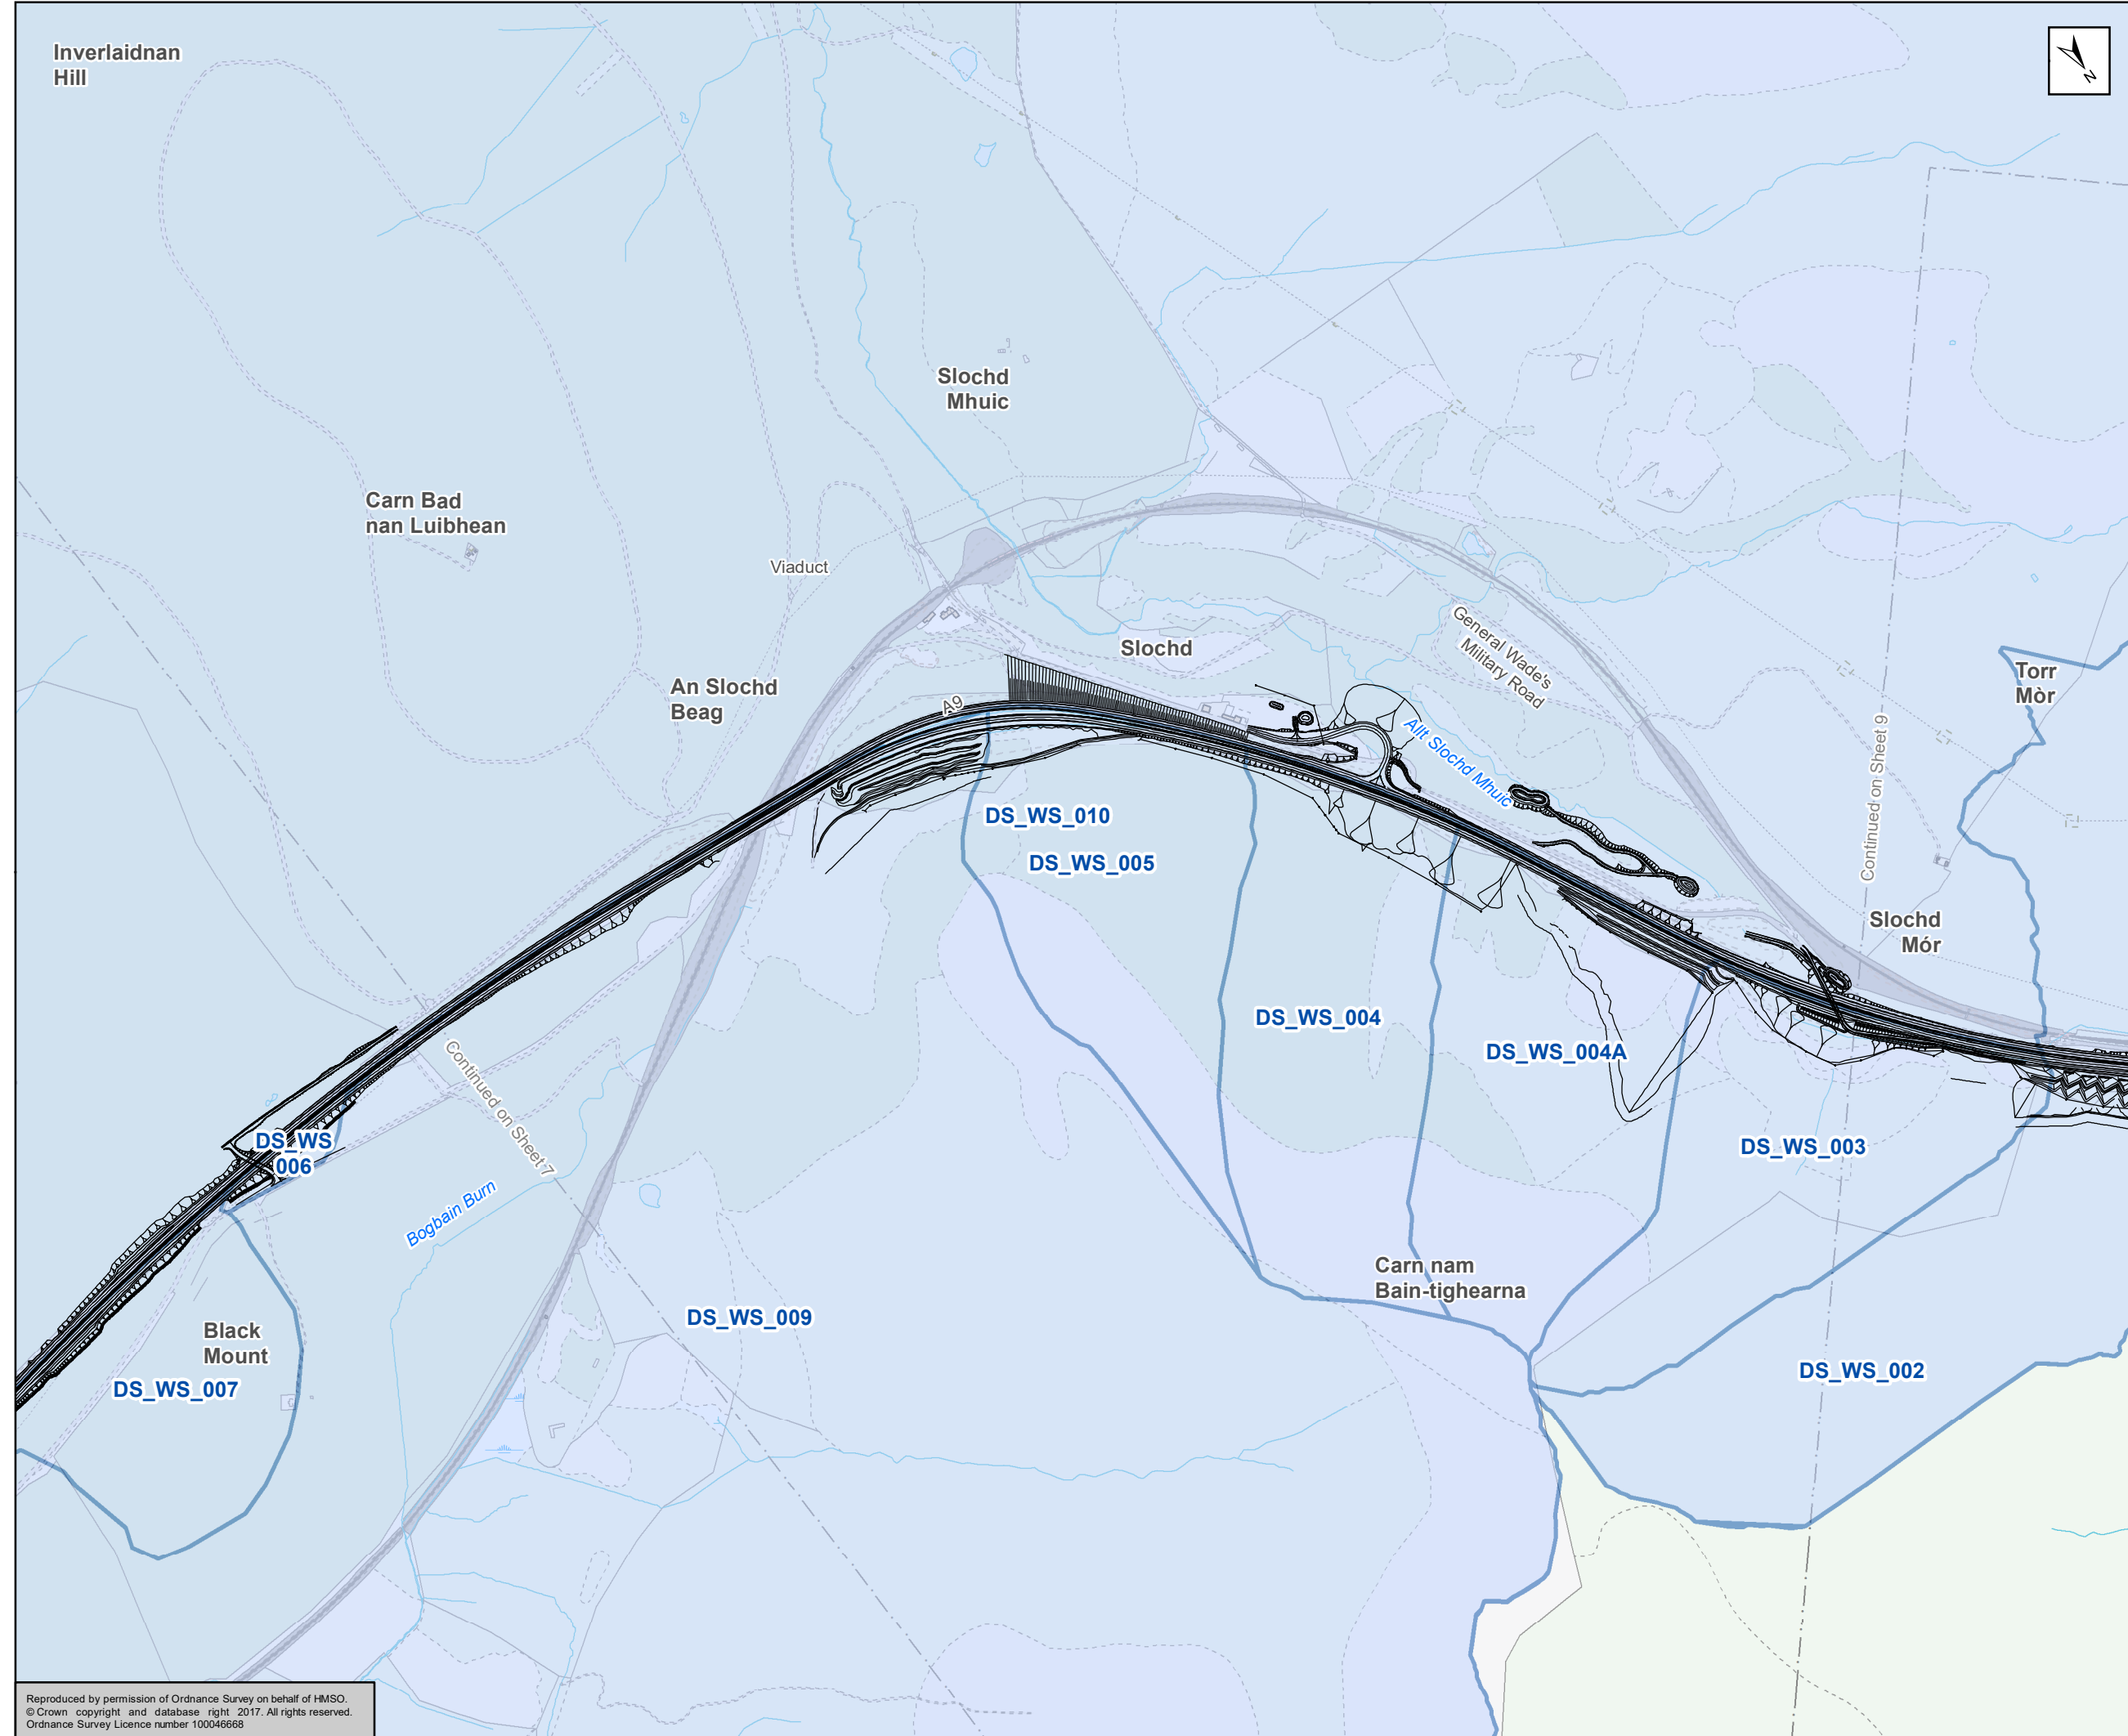 Inverlaidnan
Hill
N
Slochd
Mhuic
Carn Bad
nan Luibhean
Viaduct
General Wade's
Military Road
Slochd
Torr
Mòr
An Slochd
Beag
A9
Allt Slochd Mhuic
Continued on Sheet 9
DS_WS_010
DS_WS_005
Slochd
Mór
DS_WS_004
DS_WS_004A
Continued on Sheet 7
DS_WS
006
DS_WS_003
Bogbain Burn
Carn nam
Bain-tighearna
DS_WS_009
Black
Mount
DS_WS_007
DS_WS_002
Reproduced by permission of Ordnance Survey on behalf of HMSO.
© Crown copyright and database right 2017. All rights reserved.
Ordnance Survey Licence number 100046668